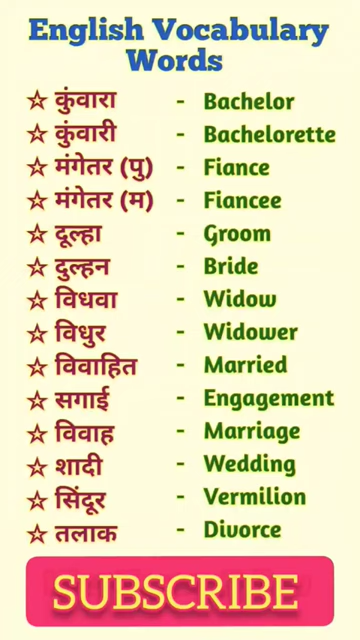 English Vocabulary
Words
☆ कुंवारा - Bachelor
☆ कुंवारी - Bachelorette
☆ मंगेतर (पु) - Fiance
☆ मंगेतर (म) - Fiancee
☆ दूल्हा - Groom
☆ दुल्हन - Bride
☆ विधवा - Widow
☆ विधुर - Widower
☆ विवाहित - Married
☆ सगाई - Engagement
☆ विवाह - Marriage
☆ शादी - Wedding
☆ सिंदूर - Vermilion
☆ तलाक - Divorce
SUBSCRIBE